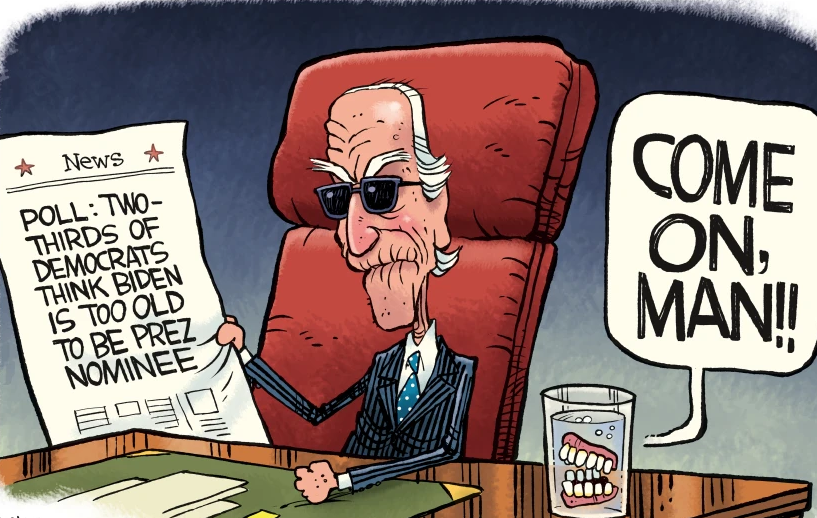 News
POLL: TWO-
THIRDS OF
DEMOCRATS
THINK BIDEN
IS TOO OLD
TO BE PREZ
NOMINEE
COME
ON,
MAN!!